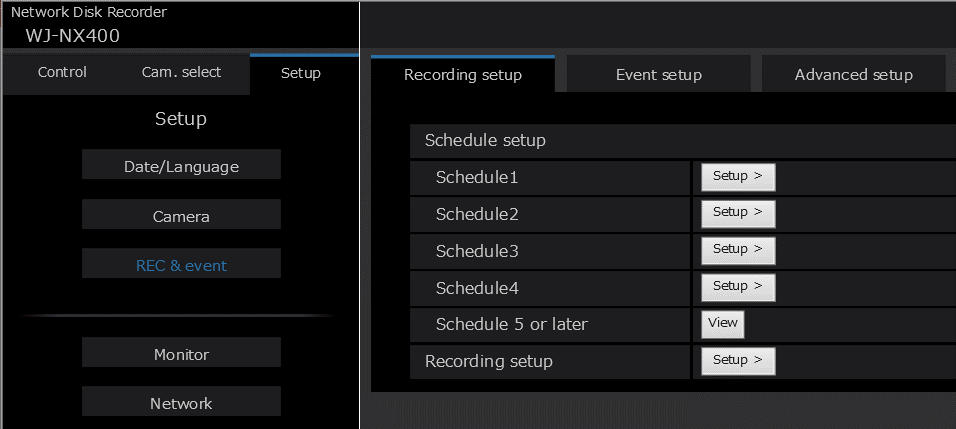 Network Disk Recorder
WJ-NX400
Control Cam. select Setup
Setup
Date/Language
Camera
REC & event
Monitor
Network
Recording setup Event setup Advanced setup
Schedule setup
Schedule1 Setup >
Schedule2 Setup >
Schedule3 Setup >
Schedule4 Setup >
Schedule 5 or later View
Recording setup Setup >